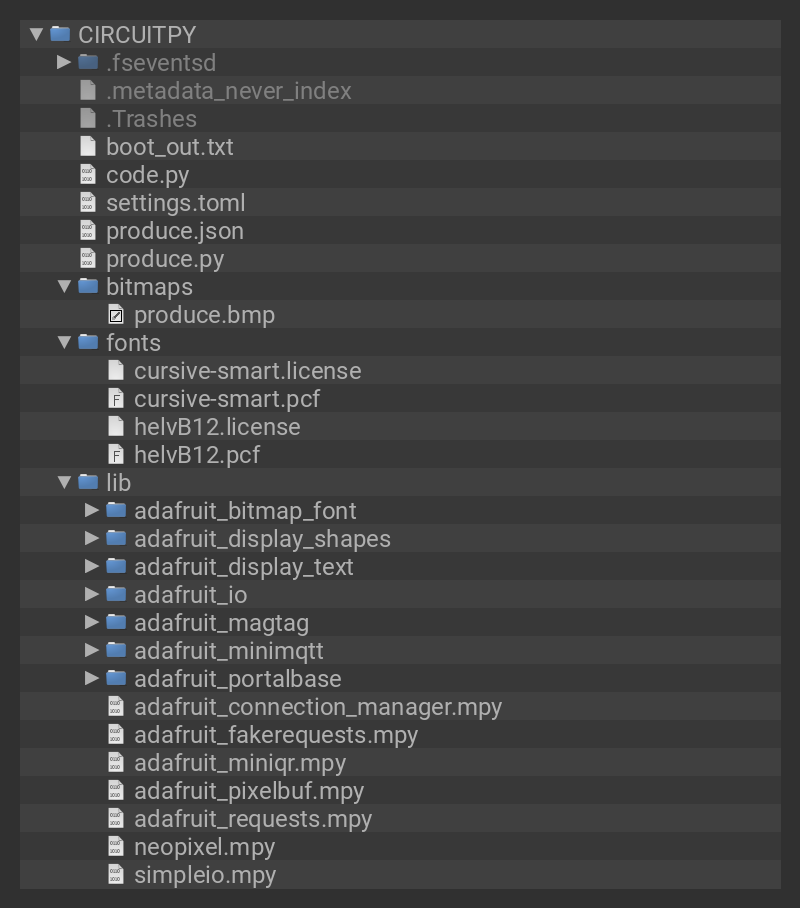 CIRCUITPY
.fseventsd
.metadata_never_index
.Trashes
boot_out.txt
code.py
settings.toml
produce.json
produce.py
bitmaps
produce.bmp
fonts
cursive-smart.license
cursive-smart.pcf
helvB12.license
helvB12.pcf
lib
adafruit_bitmap_font
adafruit_display_shapes
adafruit_display_text
adafruit_io
adafruit_magtag
adafruit_minimqtt
adafruit_portalbase
adafruit_connection_manager.mpy
adafruit_fakerequests.mpy
adafruit_miniqr.mpy
adafruit_pixelbuf.mpy
adafruit_requests.mpy
neopixel.mpy
simpleio.mpy